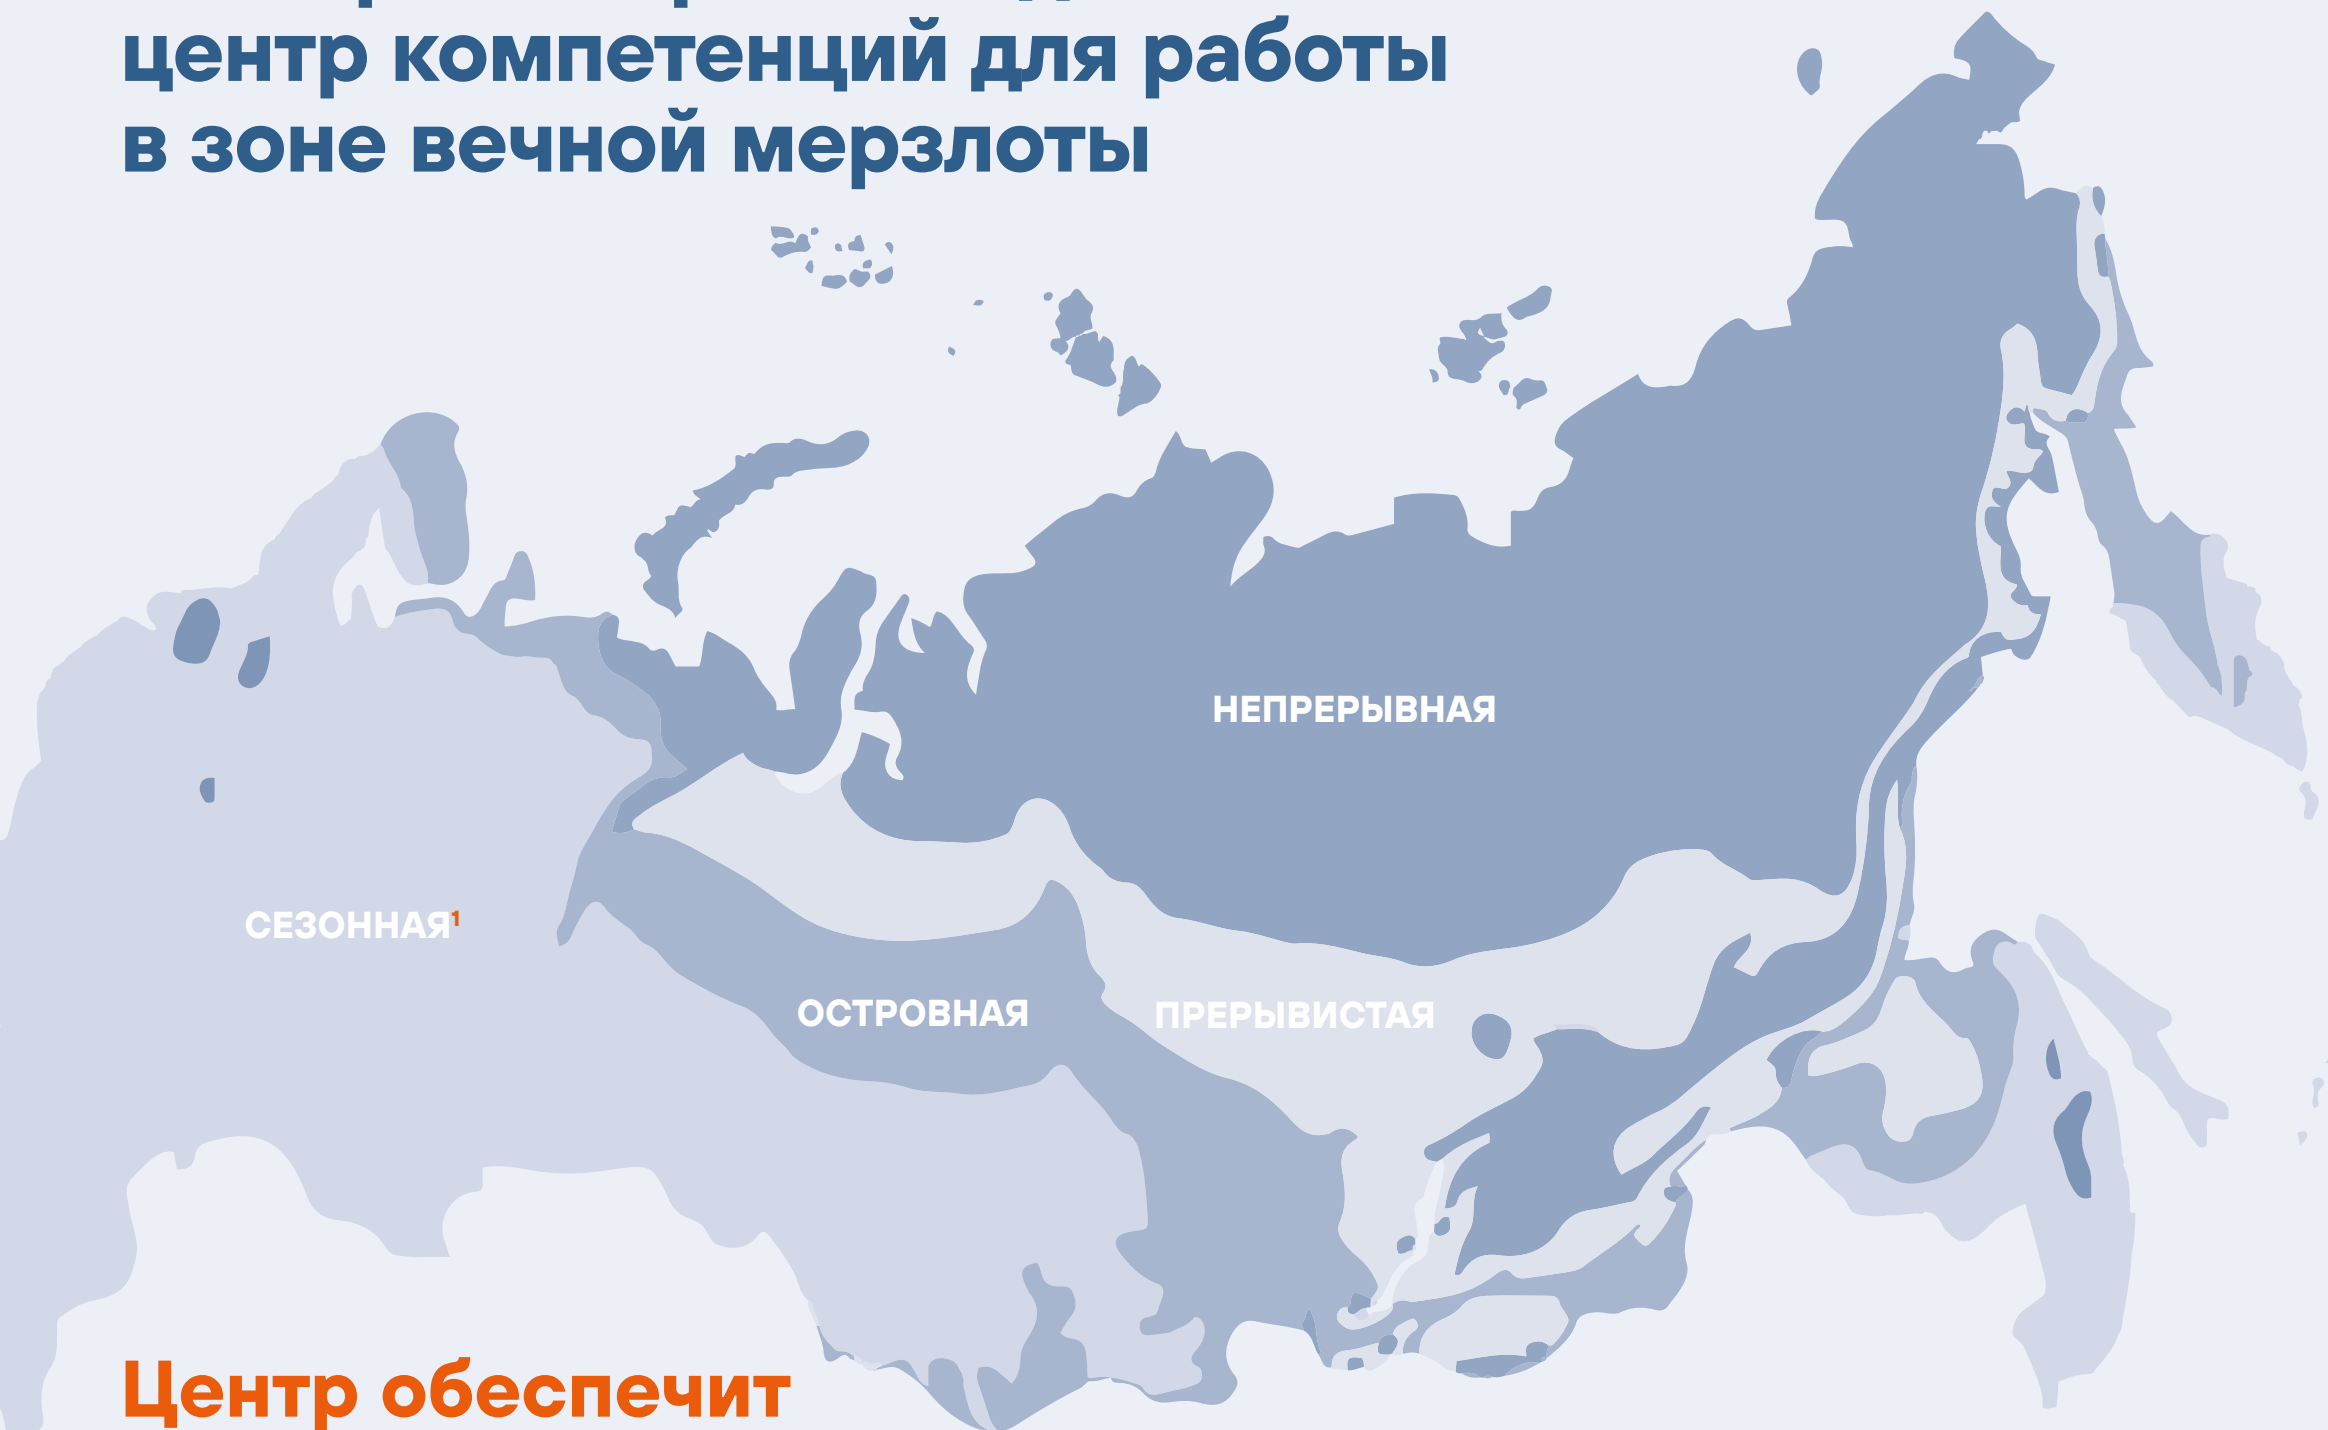 центр компетенций для работы
в зоне вечной мерзлоты
НЕПРЕРЫВНАЯ
СЕЗОННАЯ¹
ОСТРОВНАЯ
ПРЕРЫВИСТАЯ
Центр обеспечит